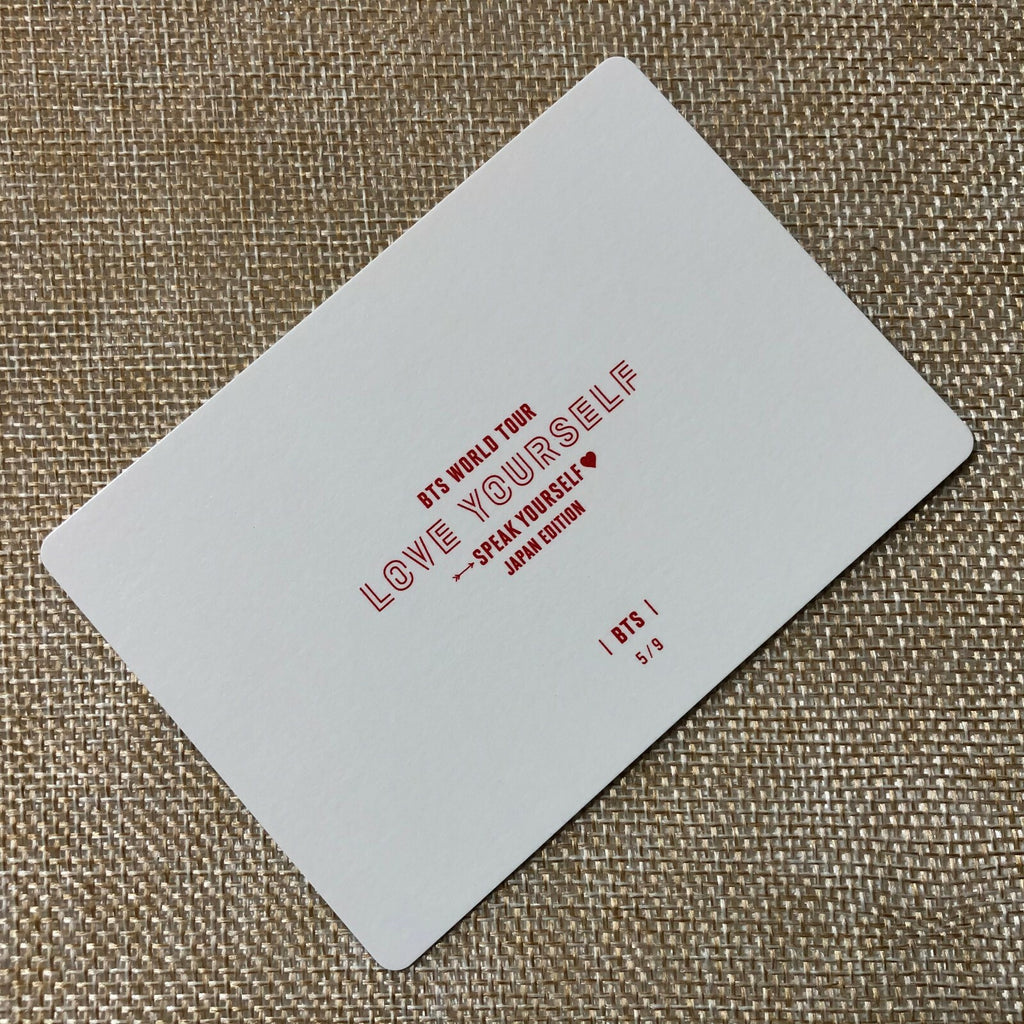 BTS WORLD TOUR
LOVE YOURSELF
SPEAK YOURSELF
JAPAN EDITION
| BTS |
5/9